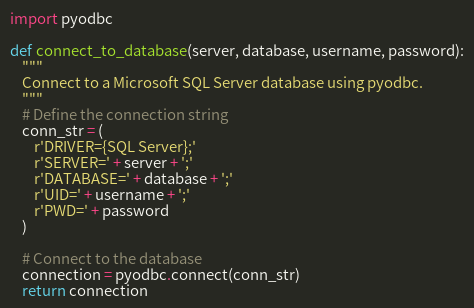 import pyodbc

def connect_to_database(server, database, username, password):
    """
    Connect to a Microsoft SQL Server database using pyodbc.
    """
    # Define the connection string
    conn_str = (
        r'DRIVER={SQL Server};'
        r'SERVER=' + server + ';'
        r'DATABASE=' + database + ';'
        r'UID=' + username + ';'
        r'PWD=' + password
    )

    # Connect to the database
    connection = pyodbc.connect(conn_str)
    return connection